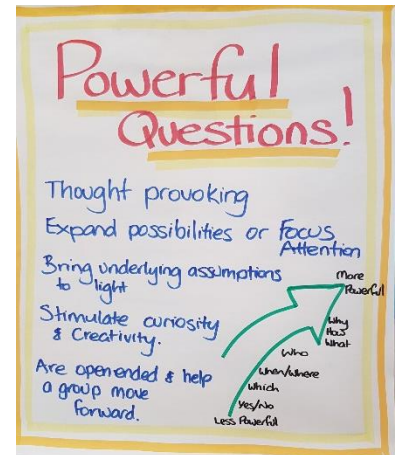 Powerful
Questions!
Thought provoking
Expand possibilities or Focus
Attention
Bring underlying assumptions
to light
Stimulate curiosity
& Creativity.
Are openended & help
a group move
forward.
more
Powerful
Why
How
What
Who
When/Where
Which
Yes/No
Less Powerful